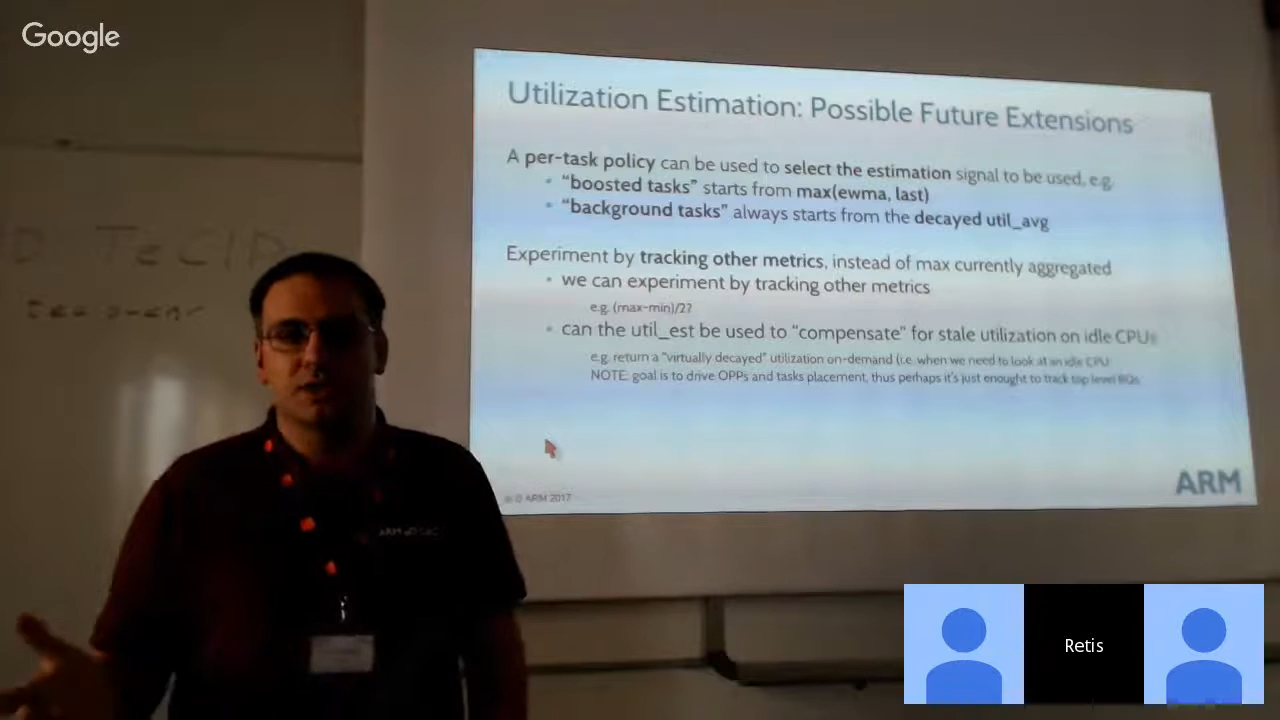 Google
Utilization Estimation: Possible Future Extensions
A per-task policy can be used to select the estimation signal to be used, e.g.
“boosted tasks” starts from max(ewma, last)
“background tasks” always starts from the decayed util_avg
Experiment by tracking other metrics, instead of max currently aggregated
we can experiment by tracking other metrics
e.g. (max-min)/2?
can the util_est be used to “compensate” for stale utilization on idle CPUs
e.g. return a “virtually decayed” utilization on-demand (i.e. when we need to look at an idle CPU
NOTE: goal is to drive OPPs and tasks placement, thus perhaps it's just enought to track top level RQs
© ARM 2017
ARM
TeCIP
ARM
Retis